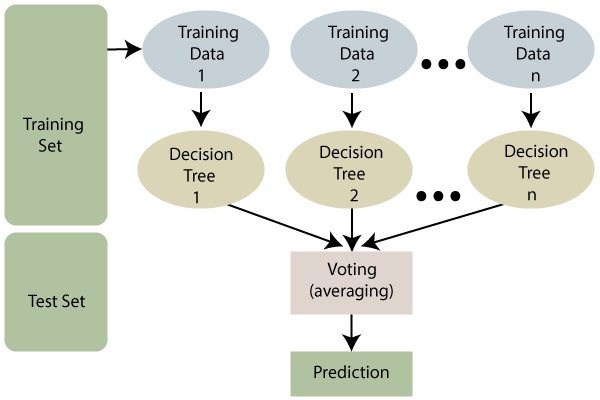 Training
Set
Test Set
Training
Data
1
Training
Data
2
Training
Data
n
Decision
Tree
1
Decision
Tree
2
Decision
Tree
n
Voting
(averaging)
Prediction